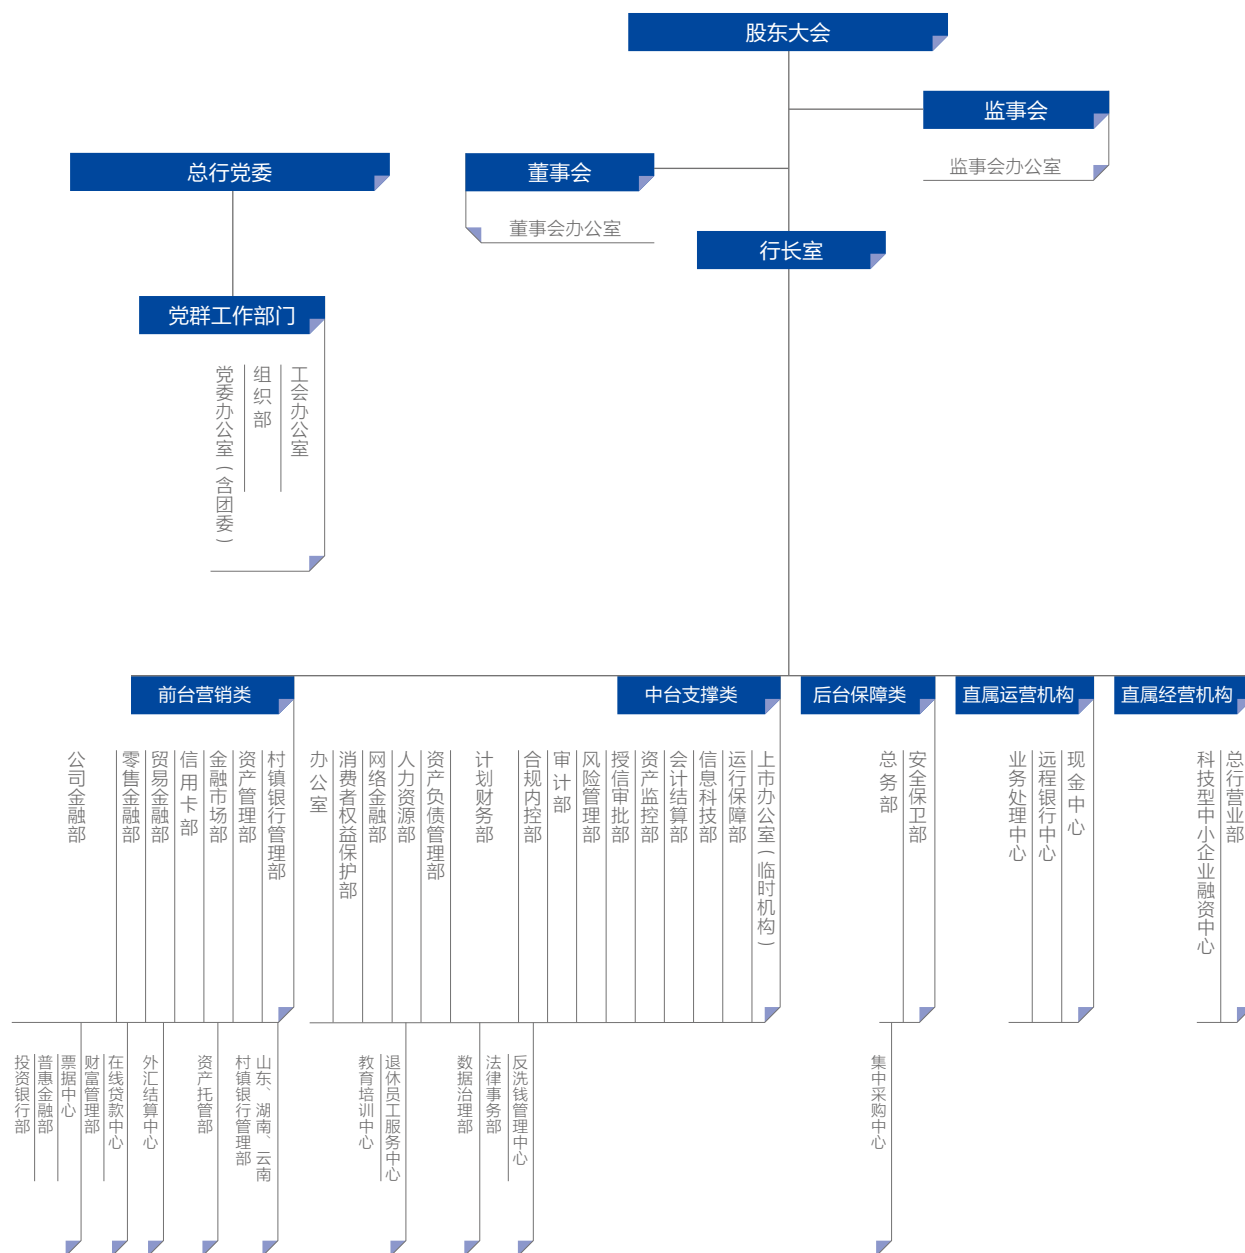 股东大会
监事会
监事会办公室
总行党委
董事会
董事会办公室
行长室
党群工作部门
党委办公室(含团委)
组织部
工会办公室
前台营销类
中台支撑类
后台保障类
直属运营机构
直属经营机构
公司金融部
零售金融部
贸易金融部
信用卡部
金融市场部
资产管理部
村镇银行管理部
办公室
消费者权益保护部
网络金融部
人力资源部
资产负债管理部
计划财务部
合规内控部
审计部
风险管理部
授信审批部
资产监控部
会计结算部
信息科技部
运行保障部
上市办公室(临时机构)
总务部
安全保卫部
业务处理中心
远程银行中心
现金中心
科技型中小企业融资中心
总行营业部
投资银行部
普惠金融部
票据中心
财富管理部
在线贷款中心
外汇结算中心
资产托管部
山东、湖南、云南
村镇银行管理部
教育培训中心
退休员工服务中心
数据治理部
法律事务部
反洗钱管理中心
集中采购中心